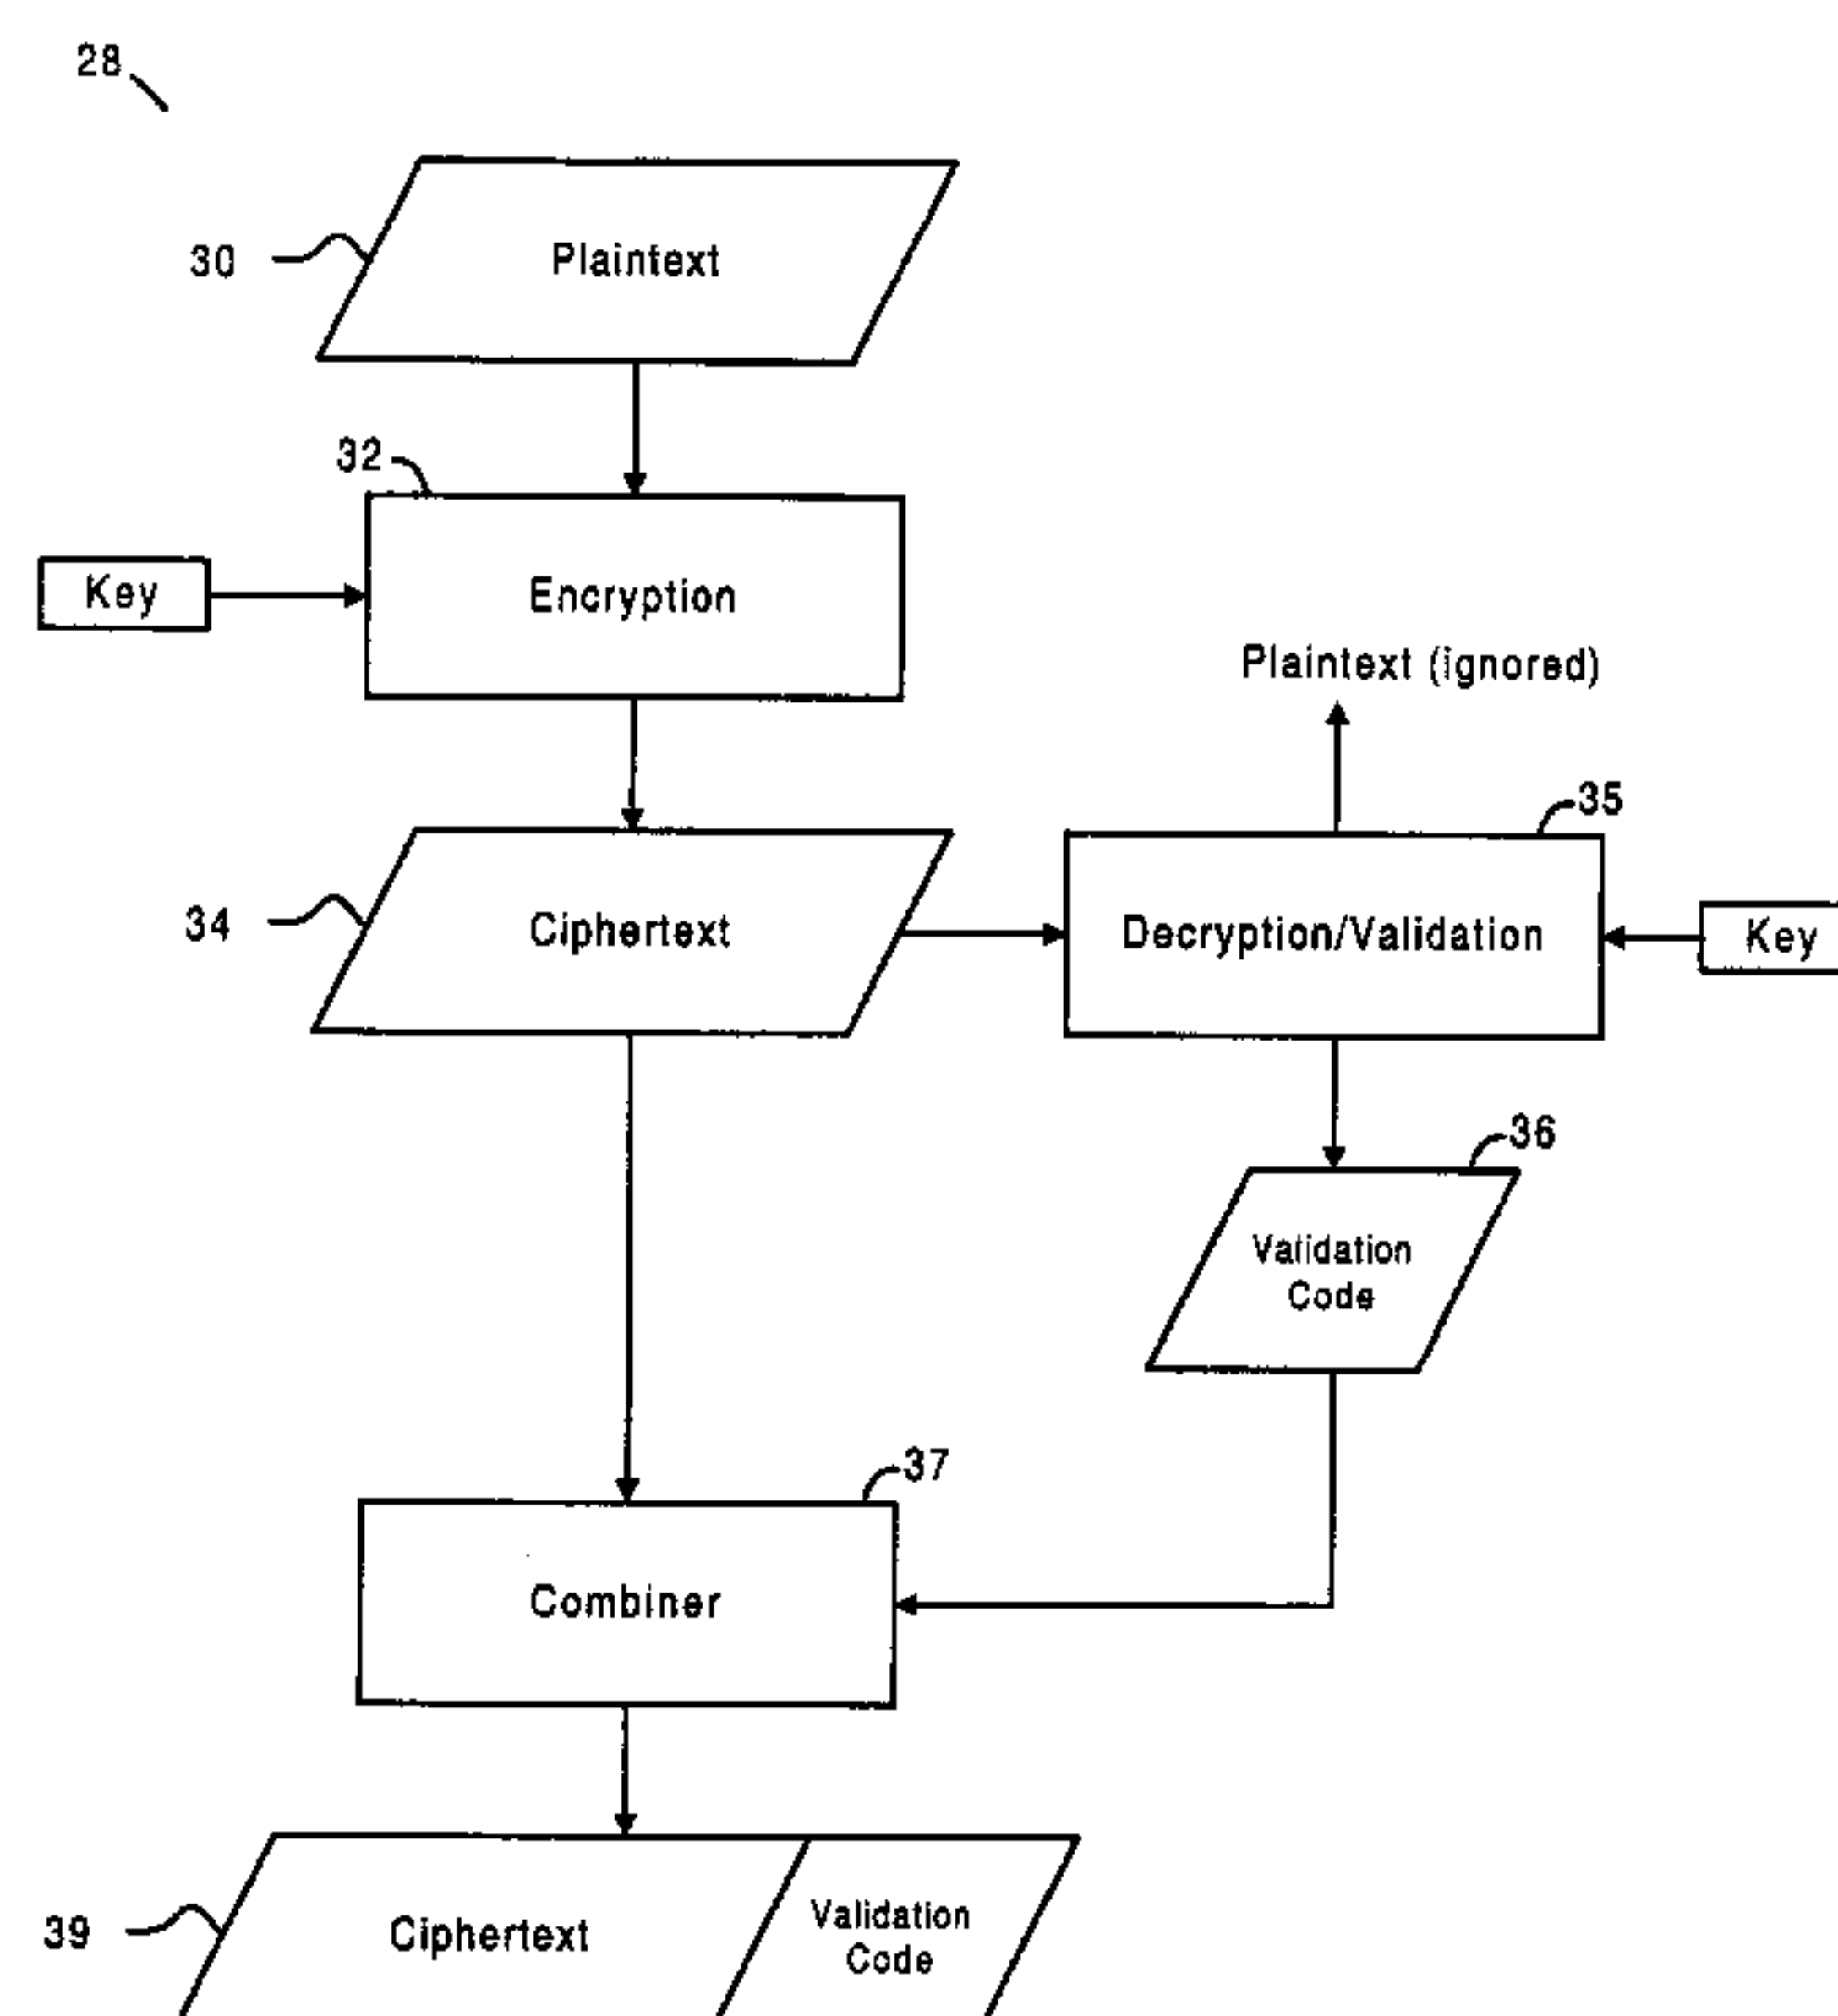 28
30
Plaintext
32
Key
Encryption
Plaintext (ignored)
35
34
Ciphertext
Decryption/Validation
Key
36
Validation
Code
37
Combiner
39
Ciphertext
Validation
Code